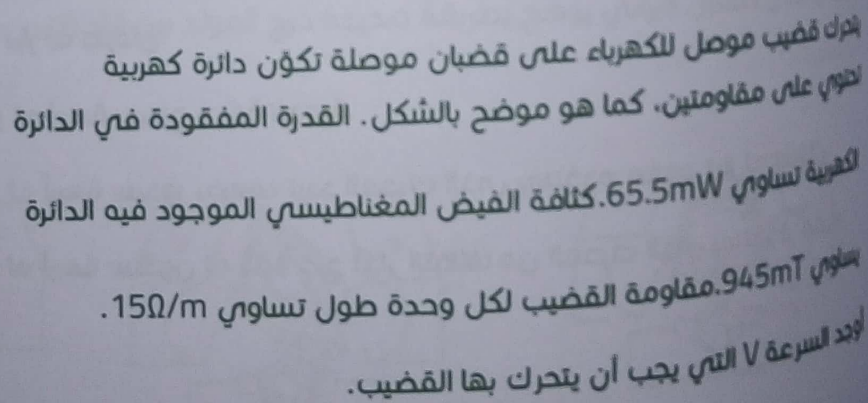 يتحرك قضيب موصل للكهرباء على قضبان موصلة تكوّن دائرة كهربية
تحتوي على مقاومتين، كما هو موضح بالشكل. القدرة المفقودة في الدائرة
الكهربية تساوي 65.5mW.كثافة الفيض المغناطيسي الموجود فيه الدائرة
يساوي 945mT.مقاومة القضيب لكل وحدة طول تساوي 15Ω/m.
أوجد السرعة V التي يجب أن يتحرك بها القضيب.